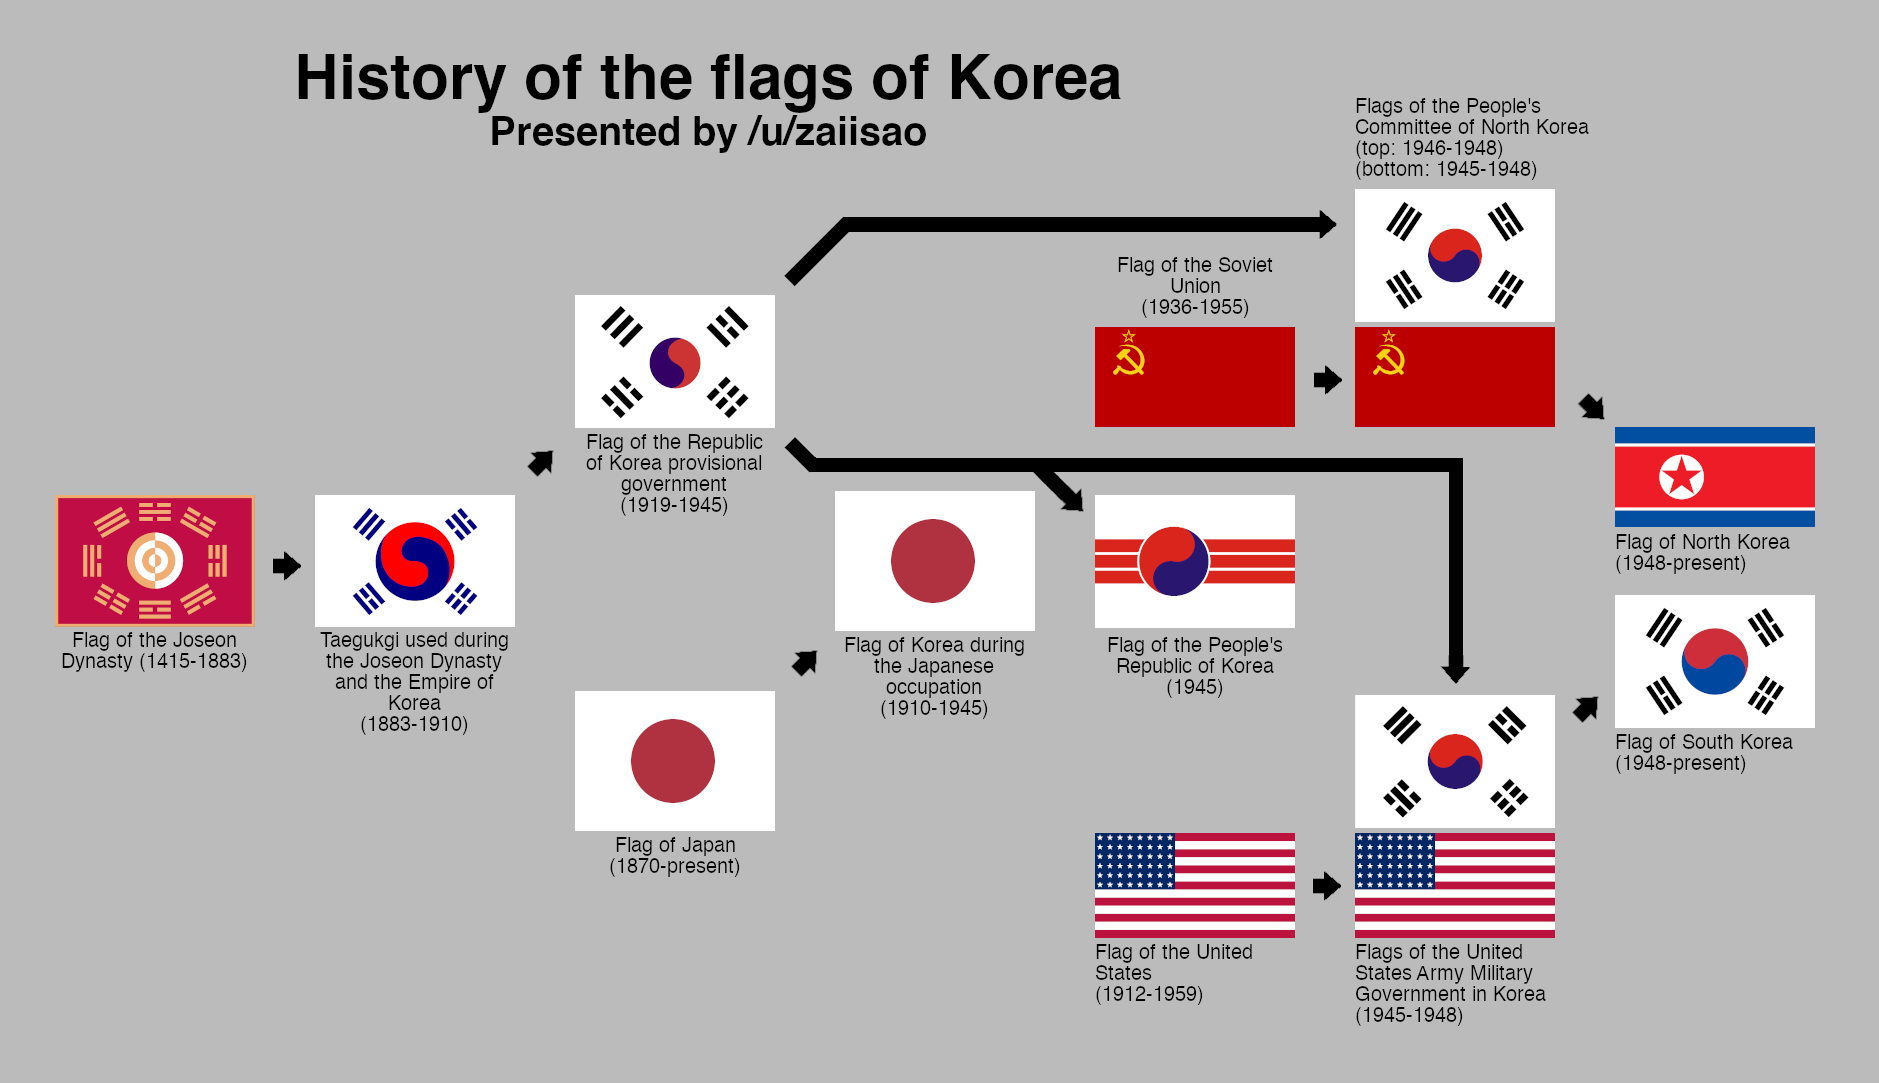 History of the flags of Korea
Presented by /u/zaiisao
Flags of the People's
Committee of North Korea
(top: 1946-1948)
(bottom: 1945-1948)
Flag of the Soviet
Union
(1936-1955)
Flag of the Republic
of Korea provisional
government
(1919-1945)
Flag of North Korea
(1948-present)
Flag of the Joseon
Dynasty (1415-1883)
Taegukgi used during
the Joseon Dynasty
and the Empire of
Korea
(1883-1910)
Flag of Korea during
the Japanese
occupation
(1910-1945)
Flag of the People's
Republic of Korea
(1945)
Flag of South Korea
(1948-present)
Flag of Japan
(1870-present)
Flag of the United
States
(1912-1959)
Flags of the United
States Army Military
Government in Korea
(1945-1948)